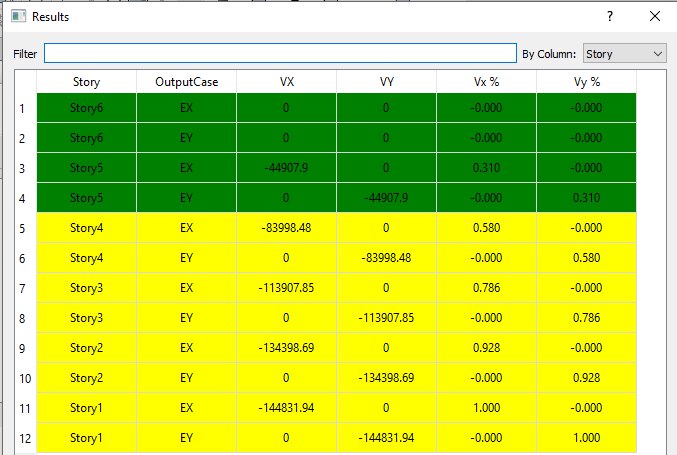 Results ? ×
Filter By Column: Story
Story OutputCase VX VY Vx % Vy %
1 Story6 EX 0 0 -0.000 -0.000
2 Story6 EY 0 0 -0.000 -0.000
3 Story5 EX -44907.9 0 0.310 -0.000
4 Story5 EY 0 -44907.9 -0.000 0.310
5 Story4 EX -83998.48 0 0.580 -0.000
6 Story4 EY 0 -83998.48 -0.000 0.580
7 Story3 EX -113907.85 0 0.786 -0.000
8 Story3 EY 0 -113907.85 -0.000 0.786
9 Story2 EX -134398.69 0 0.928 -0.000
10 Story2 EY 0 -134398.69 -0.000 0.928
11 Story1 EX -144831.94 0 1.000 -0.000
12 Story1 EY 0 -144831.94 -0.000 1.000